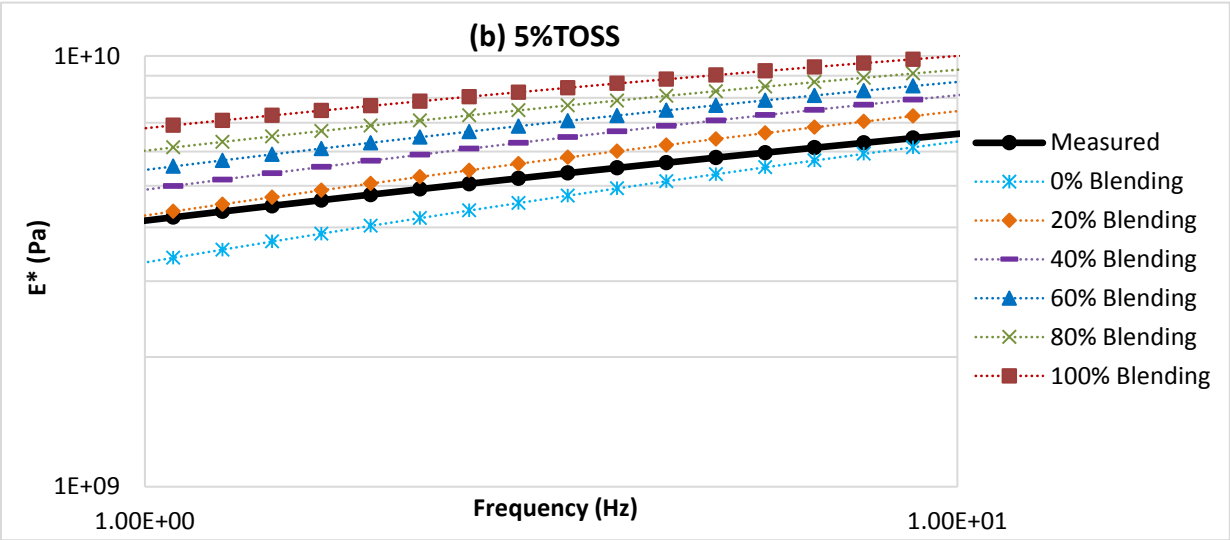 (b) 5%TOSS
1E+10
1E+09
E* (Pa)
1.00E+00
Frequency (Hz)
1.00E+01
Measured
0% Blending
20% Blending
40% Blending
60% Blending
80% Blending
100% Blending